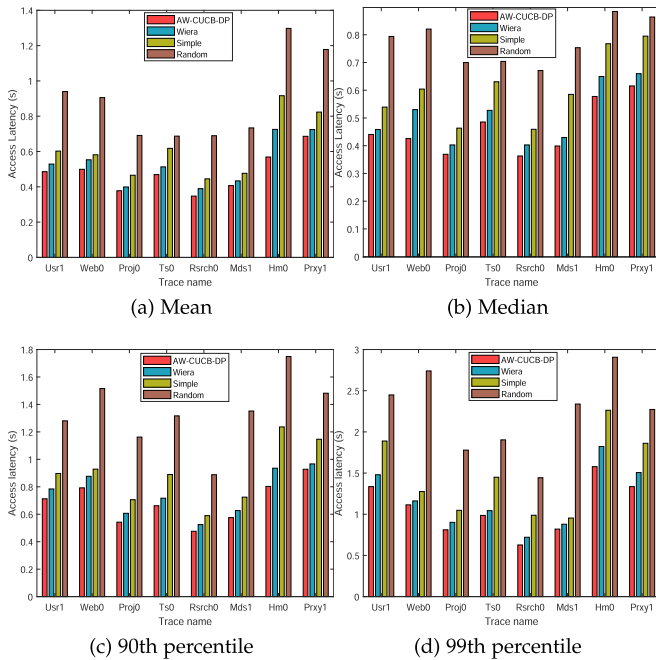 1.4
1.2
1
0.8
0.6
0.4
0.2
0
Access Latency (s)
AW-CUCB-DP
Wiera
Simple
Random
Usr1 Web0 Proj0 Ts0 Rsrch0 Mds1 Hm0 Prxy1
Trace name
(a) Mean
0.8
0.7
0.6
0.5
0.4
0.3
0.2
0.1
0
Access Latency (s)
AW-CUCB-DP
Wiera
Simple
Random
Usr1 Web0 Proj0 Ts0 Rsrch0 Mds1 Hm0 Prxy1
Trace name
(b) Median
1.8
1.6
1.4
1.2
1
0.8
0.6
0.4
0.2
0
Access latency (s)
AW-CUCB-DP
Wiera
Simple
Random
Usr1 Web0 Proj0 Ts0 Rsrch0 Mds1 Hm0 Prxy1
Trace name
(c) 90th percentile
3
2.5
2
1.5
1
0.5
0
Access latency (s)
AW-CUCB-DP
Wiera
Simple
Random
Usr1 Web0 Proj0 Ts0 Rsrch0 Mds1 Hm0 Prxy1
Trace name
(d) 99th percentile